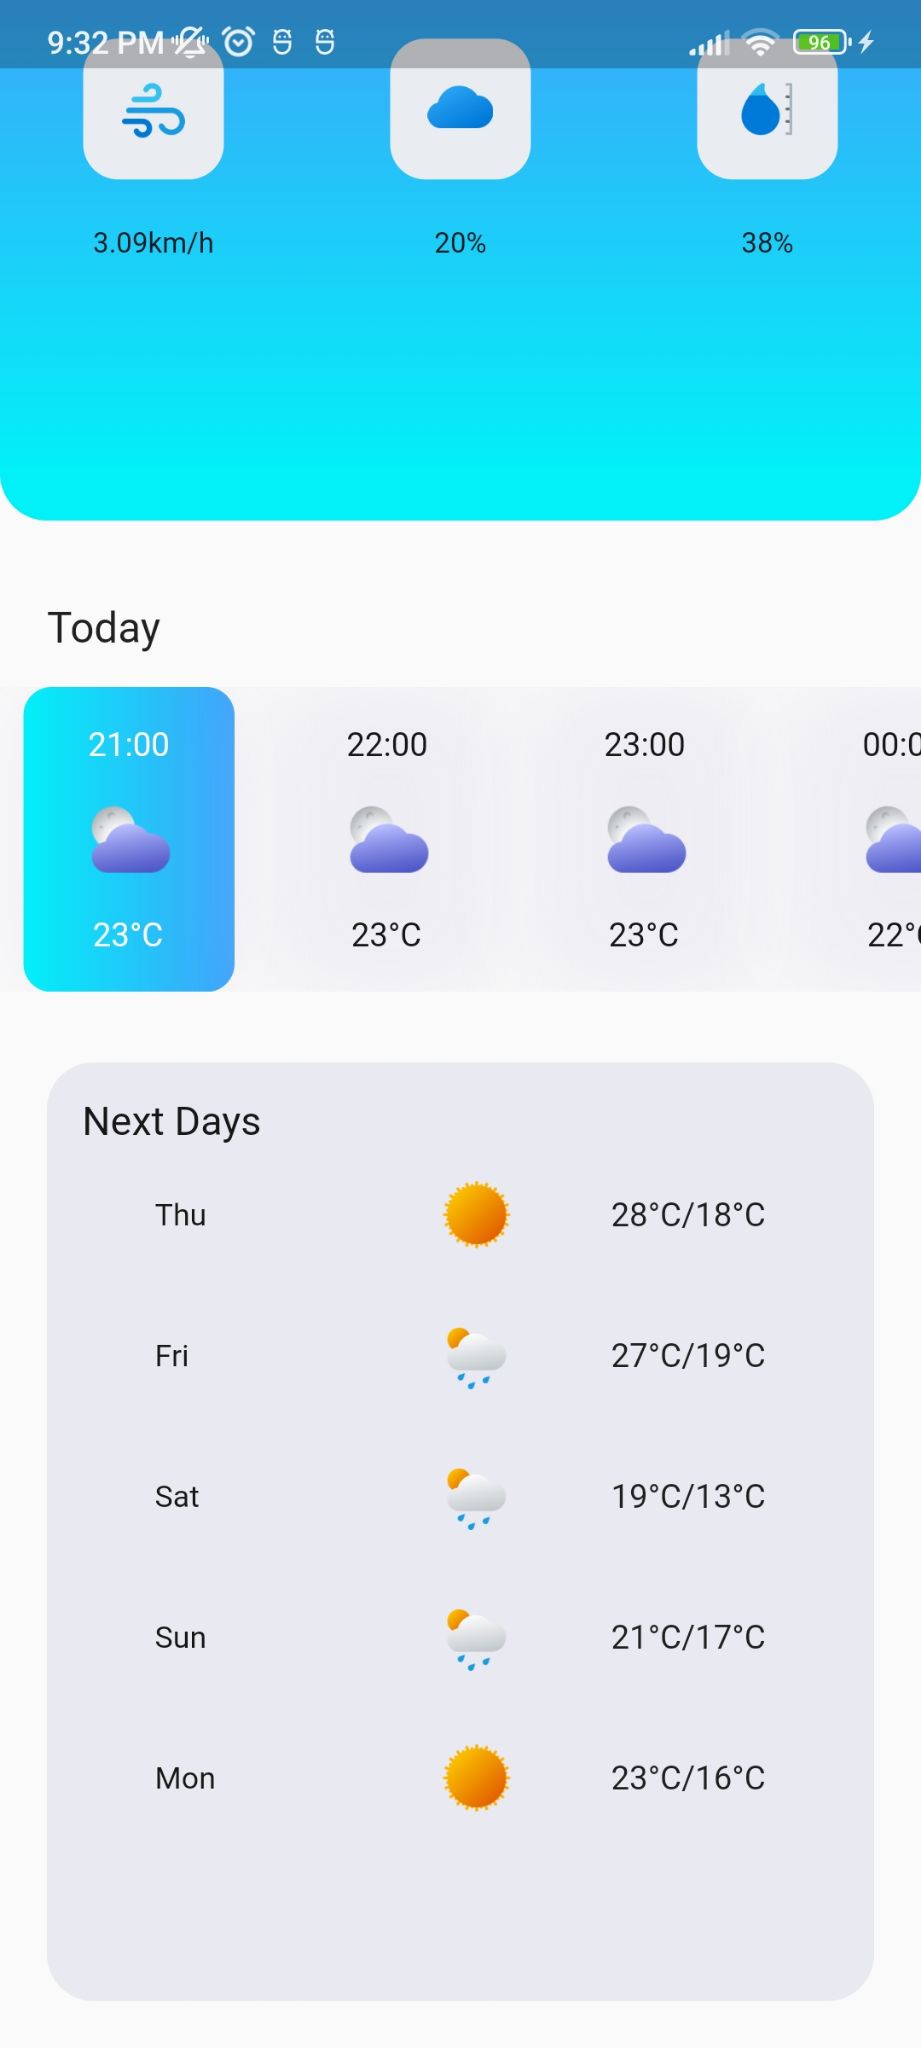 9:32 PM 96
3.09km/h 20% 38%
Today
21:00 22:00 23:00 00:0
23°C 23°C 23°C 22°
Next Days
Thu 28°C/18°C
Fri 27°C/19°C
Sat 19°C/13°C
Sun 21°C/17°C
Mon 23°C/16°C